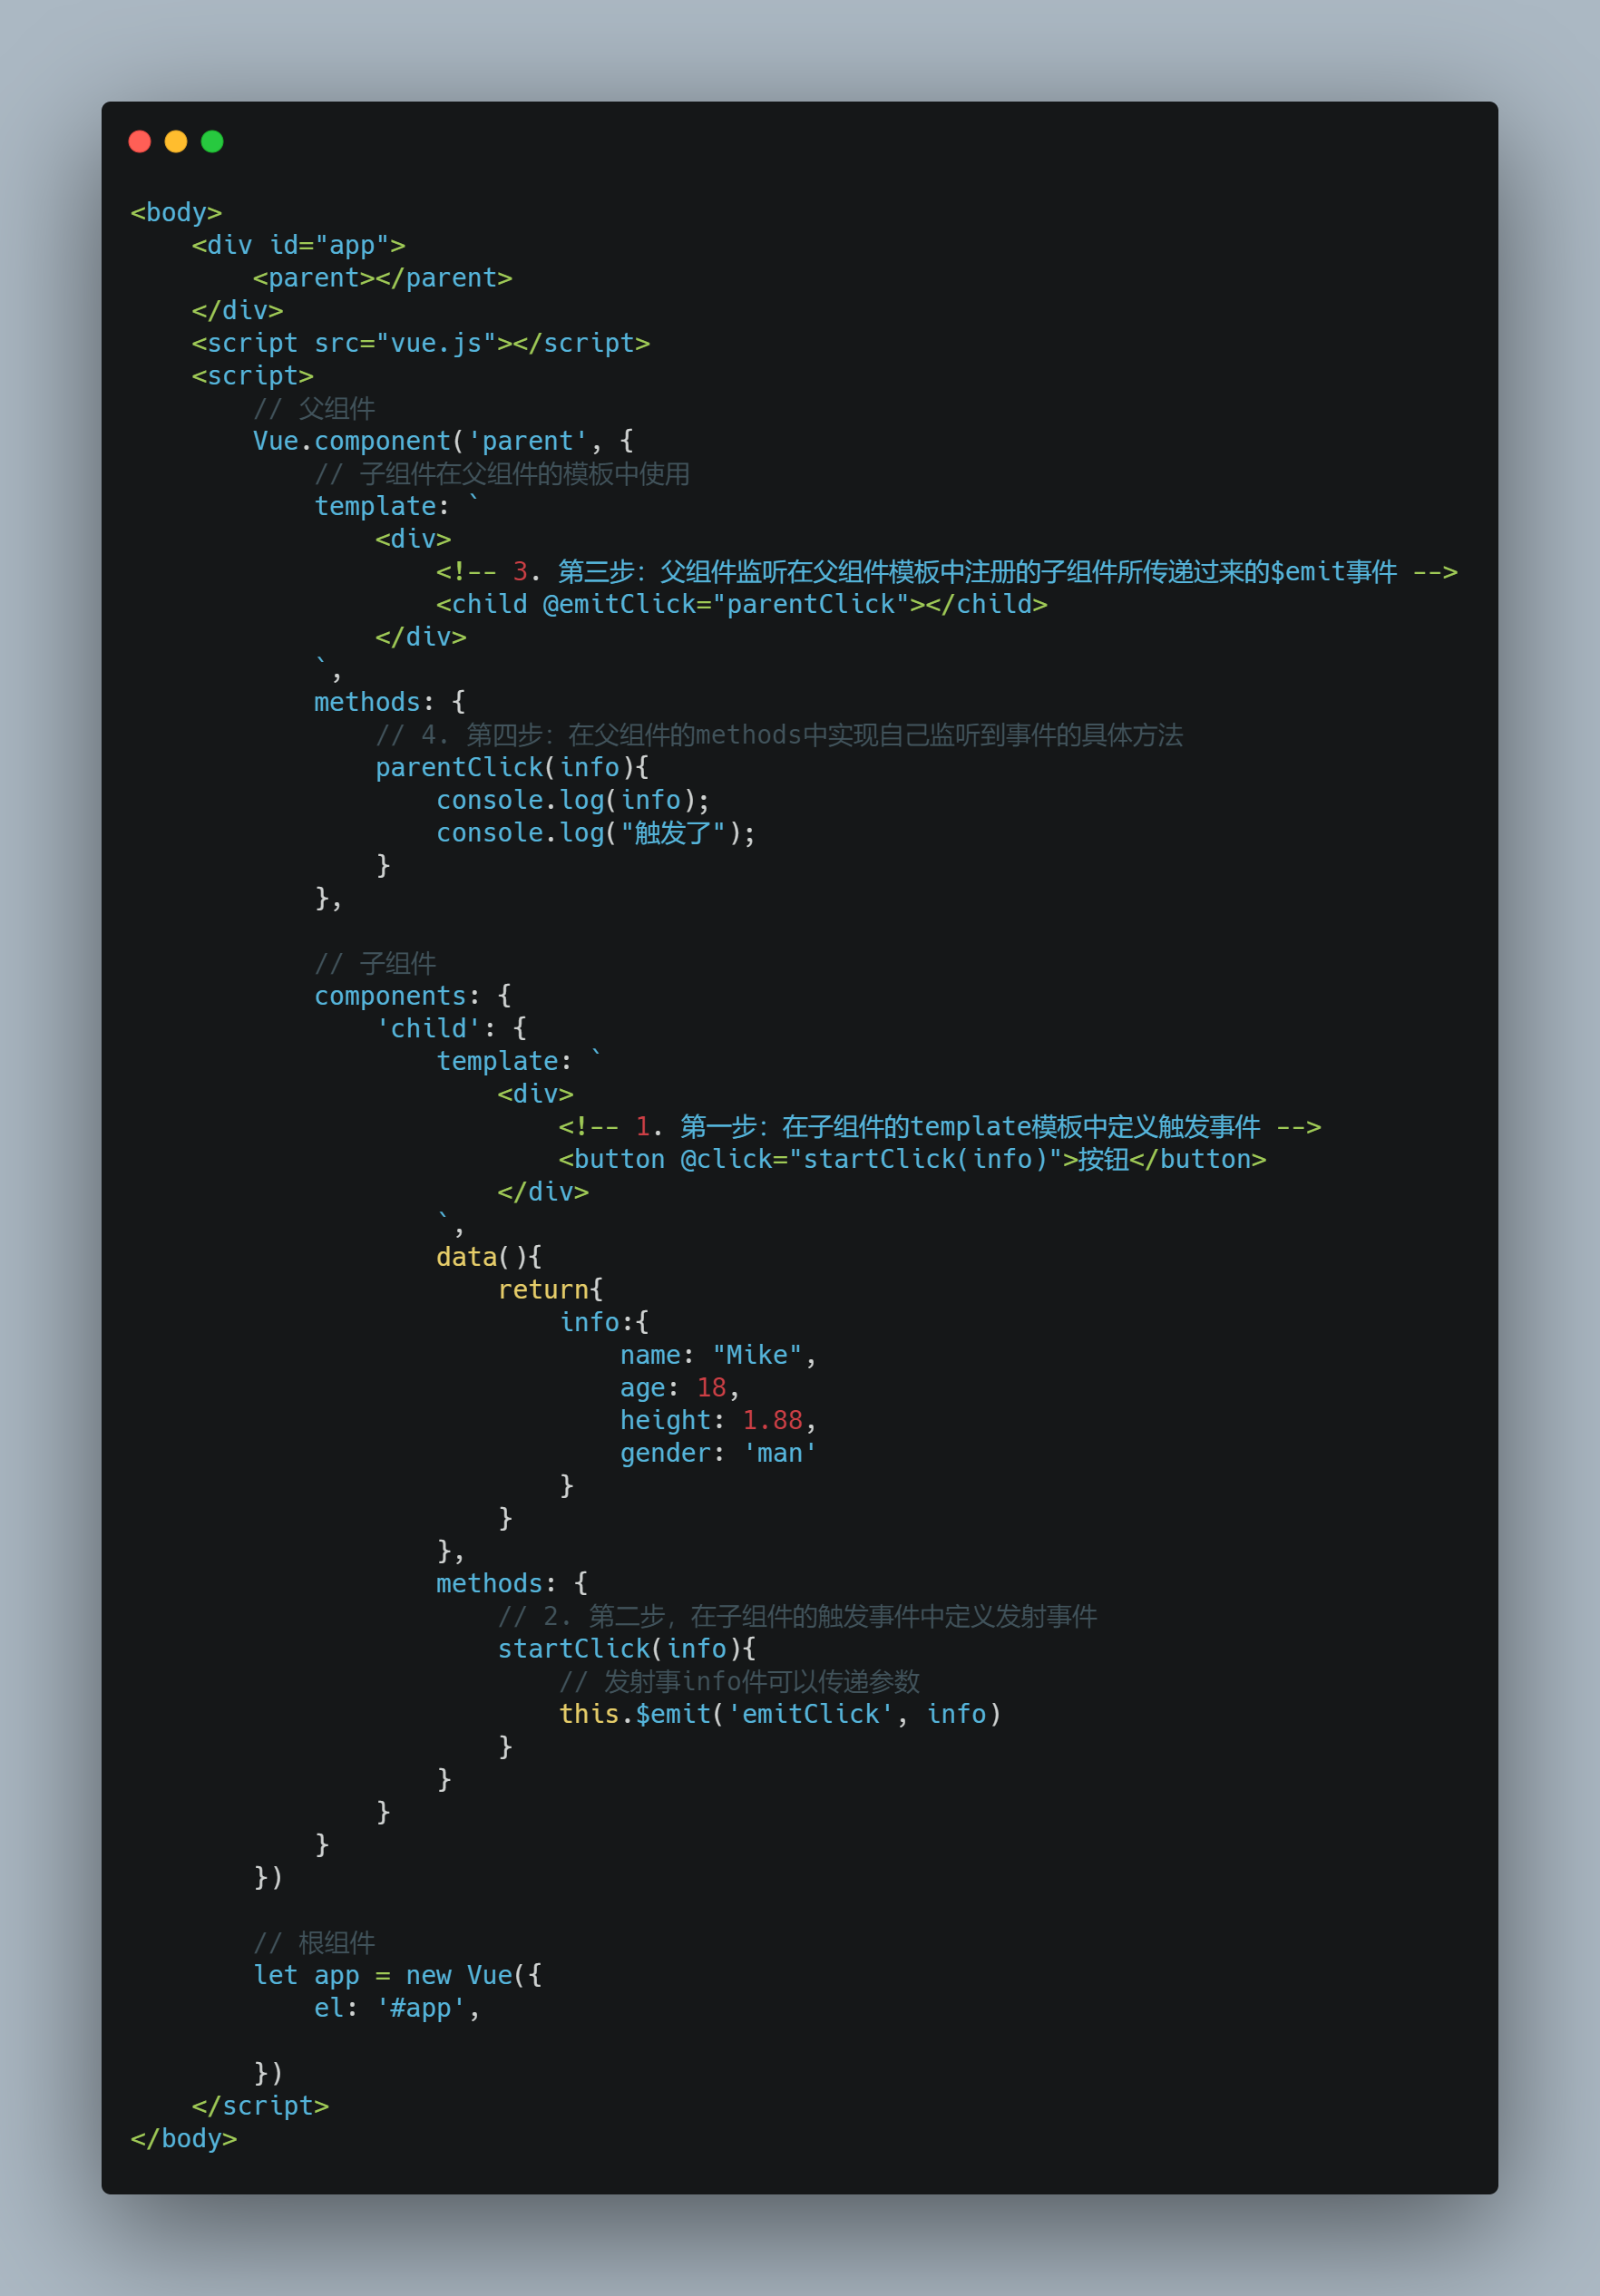 <body>
    <div id="app">
        <parent></parent>
    </div>
    <script src="vue.js"></script>
    <script>
        // 父组件
        Vue.component('parent', {
            // 子组件在父组件的模板中使用
            template: `
                <div>
                    <!-- 3. 第三步：父组件监听在父组件模板中注册的子组件所传递过来的$emit事件 -->
                    <child @emitClick="parentClick"></child>
                </div>
            `,
            methods: {
                // 4. 第四步：在父组件的methods中实现自己监听到事件的具体方法
                parentClick(info){
                    console.log(info);
                    console.log("触发了");
                }
            },

            // 子组件
            components: {
                'child': {
                    template: `
                        <div>
                            <!-- 1. 第一步：在子组件的template模板中定义触发事件 -->
                            <button @click="startClick(info)">按钮</button>
                        </div>
                    `,
                    data(){
                        return{
                            info:{
                                name: "Mike",
                                age: 18,
                                height: 1.88,
                                gender: 'man'
                            }
                        }
                    },
                    methods: {
                        // 2. 第二步，在子组件的触发事件中定义发射事件
                        startClick(info){
                            // 发射事info件可以传递参数
                            this.$emit('emitClick', info)
                        }
                    }
                }
            }
        })

        // 根组件
        let app = new Vue({
            el: '#app',

        })
    </script>
</body>